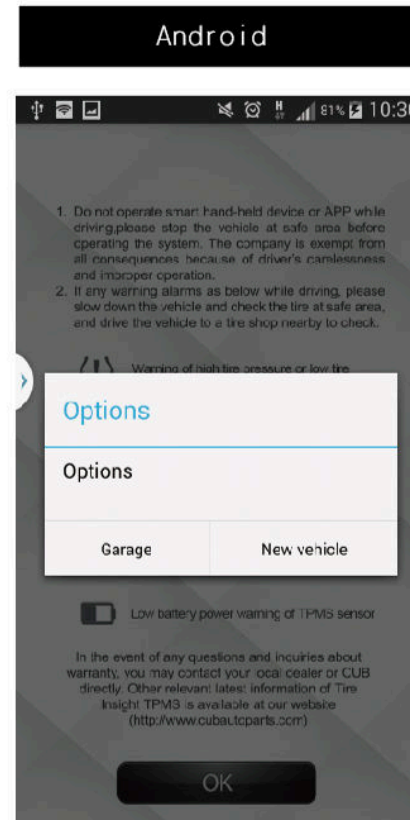 Android
81% 10:30
1. Do not operate smart hand-held device or APP while
driving,please stop the vehicle at safe area before
operating the system. The company is exempt from
all consequences because of driver's carelessness
and improper operation.
2. If any warning alarms as below while driving, please
slow down the vehicle and check the tire at safe area,
and drive the vehicle to a tire shop nearby to check.
Warning of high tire pressure or low tire
Options
Options
Garage New vehicle
Low battery power warning of TPMS sensor
In the event of any questions and inquiries about
warranty, you may contact your local dealer or CUB
directly. Other relevant latest information of Tire
Insight TPMS is available at our website
(http://www.cubautoparts.com)
OK